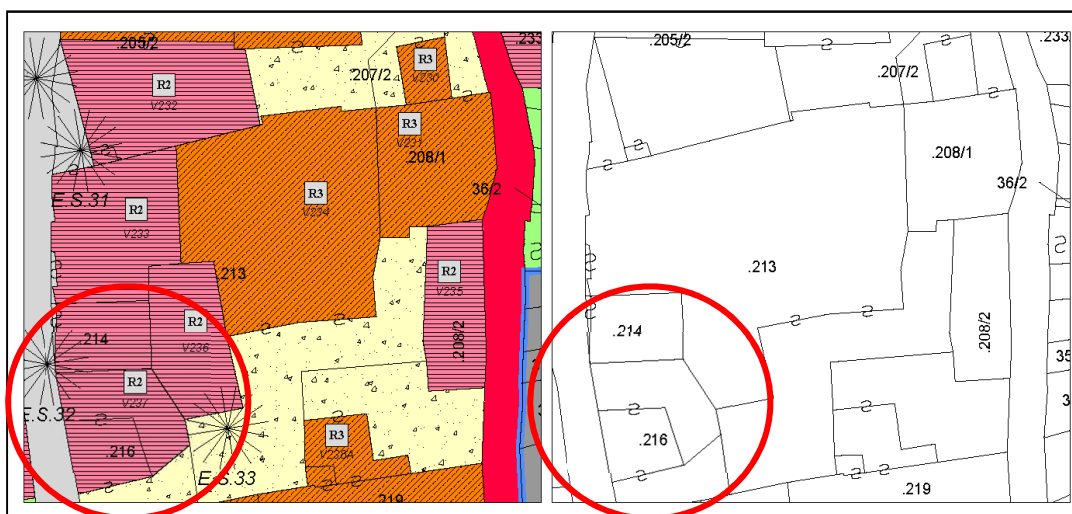 .205/2
.233
R2
V232
R3
V230
.207/2
R3
V231
.208/1
36/2
E.S.31
R3
V234
R2
V233
.213
R2
V235
.214
R2
V236
.208/2
R2
V237
E.S.32
.216
R3
V238A
E.S.33
.219
.205/2
.233/
.207/2
.208/1
36/2
.213
.214
.208/2
35
3
.216
.219